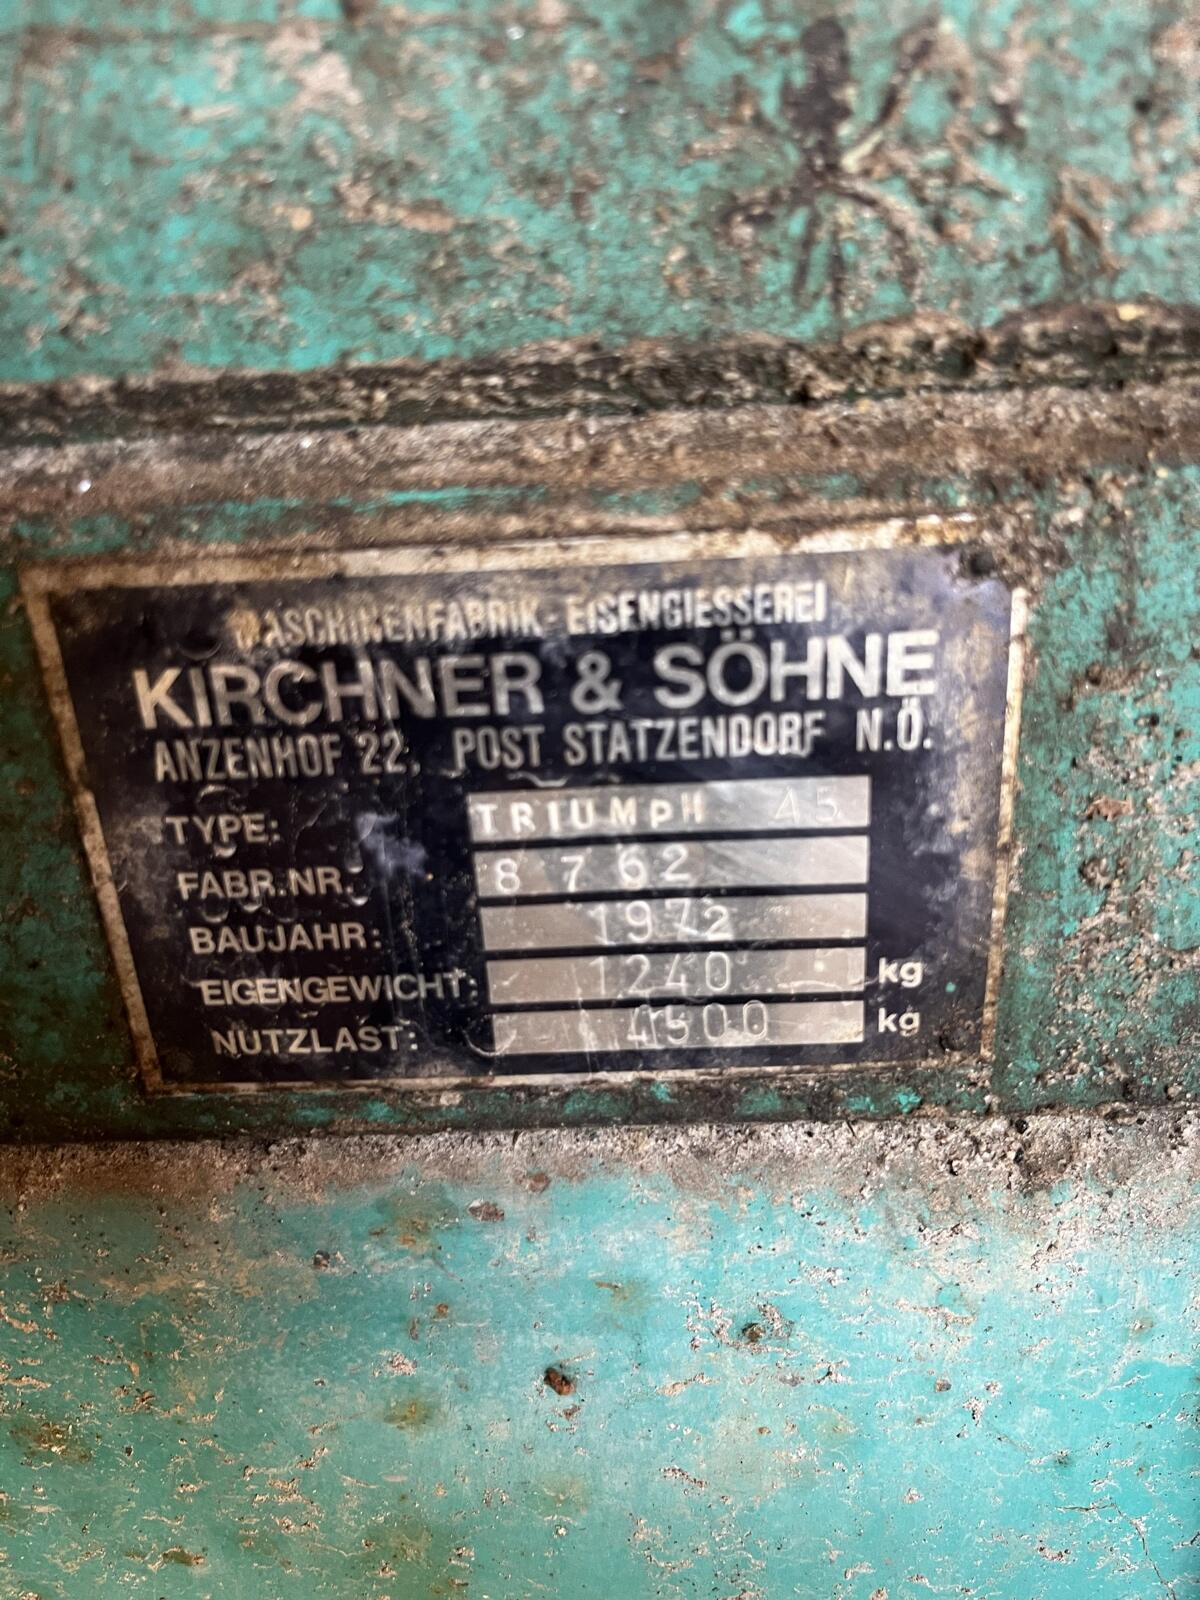 MASCHINENFABRIK - EISENGIESSEREI
KIRCHNER & SÖHNE
ANZENHOF 22, POST STATZENDORF N.Ö.
TYPE: TRIUMpH 45
FABR.NR. 8762
BAUJAHR: 1972
EIGENGEWICHT: 1240 kg
NUTZLAST: 4500 kg